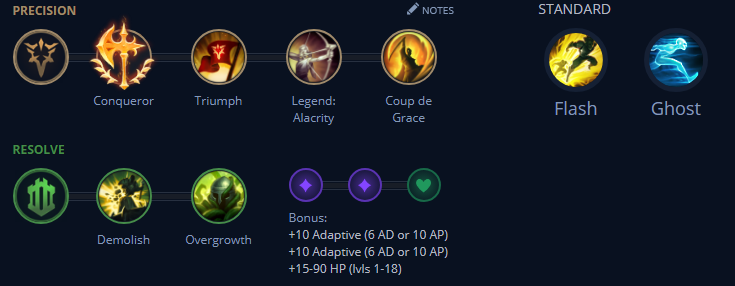 PRECISION
NOTES
STANDARD
Conqueror
Triumph
Legend:
Alacrity
Coup de
Grace
Flash
Ghost
RESOLVE
Demolish
Overgrowth
Bonus:
+10 Adaptive (6 AD or 10 AP)
+10 Adaptive (6 AD or 10 AP)
+15-90 HP (lvls 1-18)